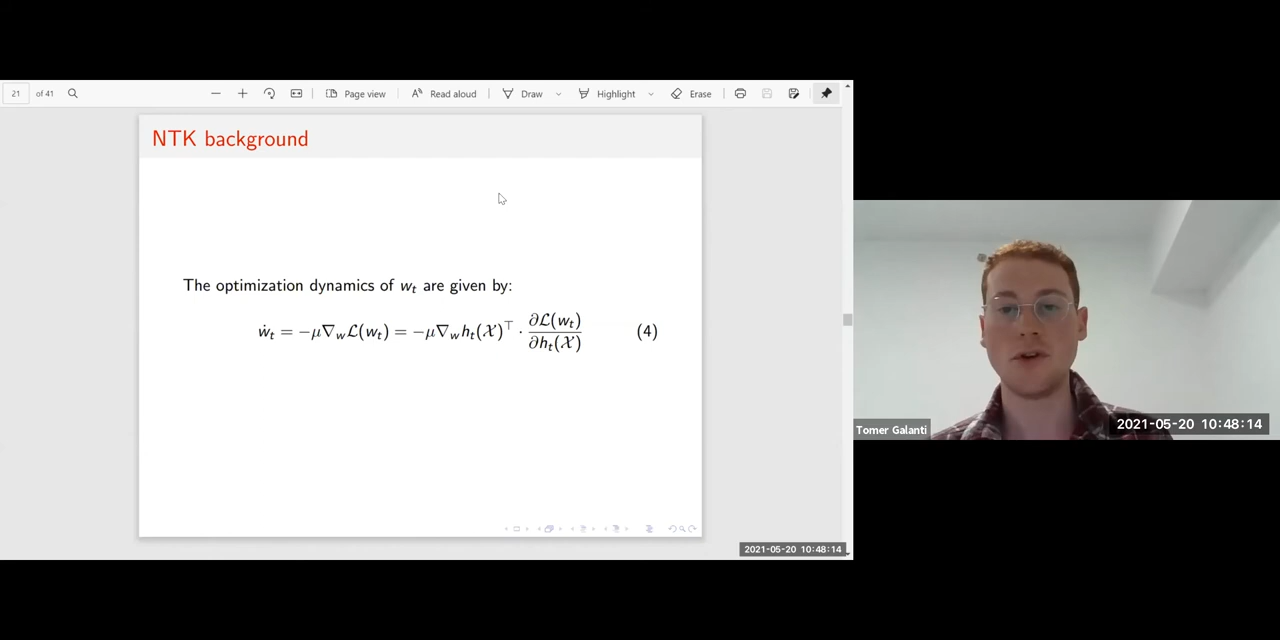 21 of 41 Page view Read aloud Draw Highlight Erase
NTK background
The optimization dynamics of w_t are given by:
ẇ_t = −μ∇_w ℒ(w_t) = −μ∇_w h_t(𝒳)^⊤ · ∂ℒ(w_t)/∂h_t(𝒳) (4)
Tomer Galanti
2021-05-20 10:48:14
2021-05-20 10:48:14